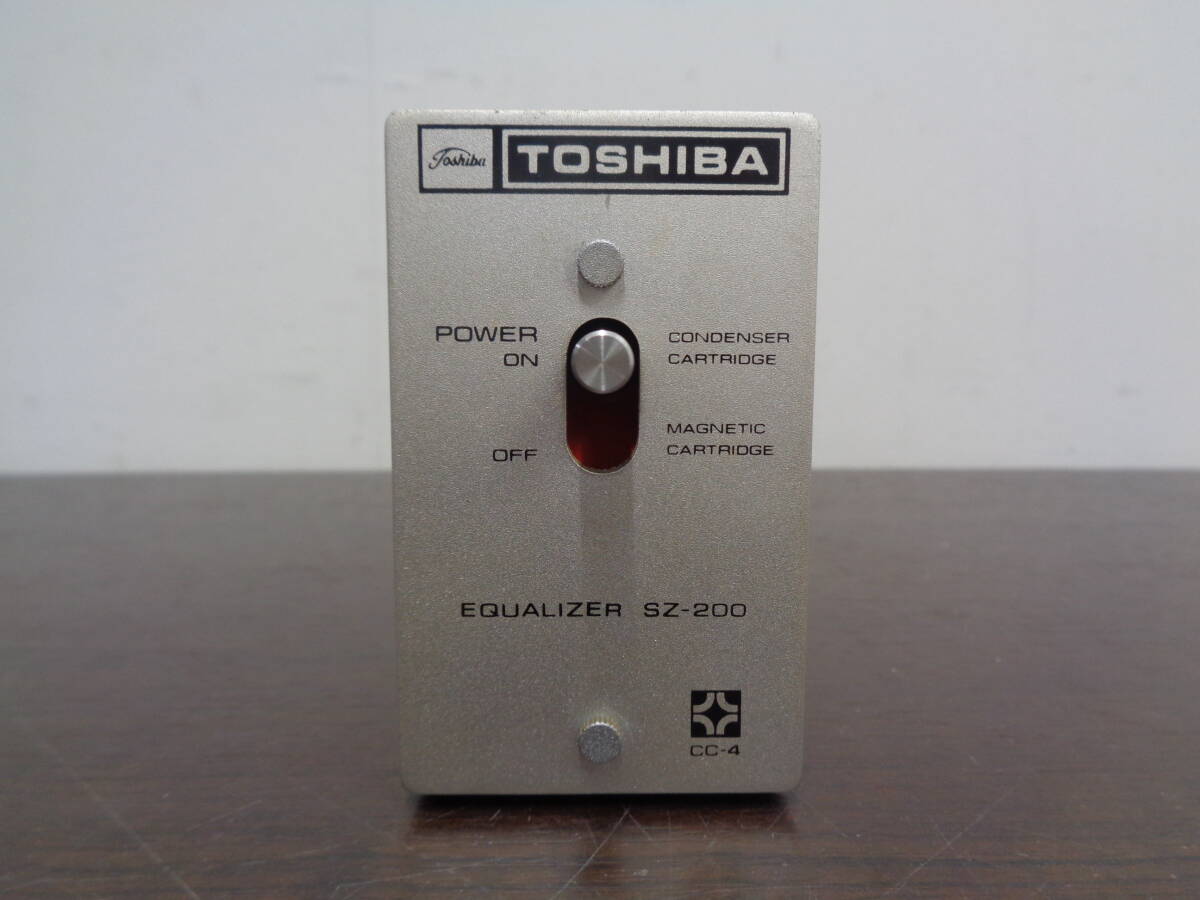 Toshiba TOSHIBA
POWER
ON
CONDENSER
CARTRIDGE
OFF
MAGNETIC
CARTRIDGE
EQUALIZER SZ-200
CC-4